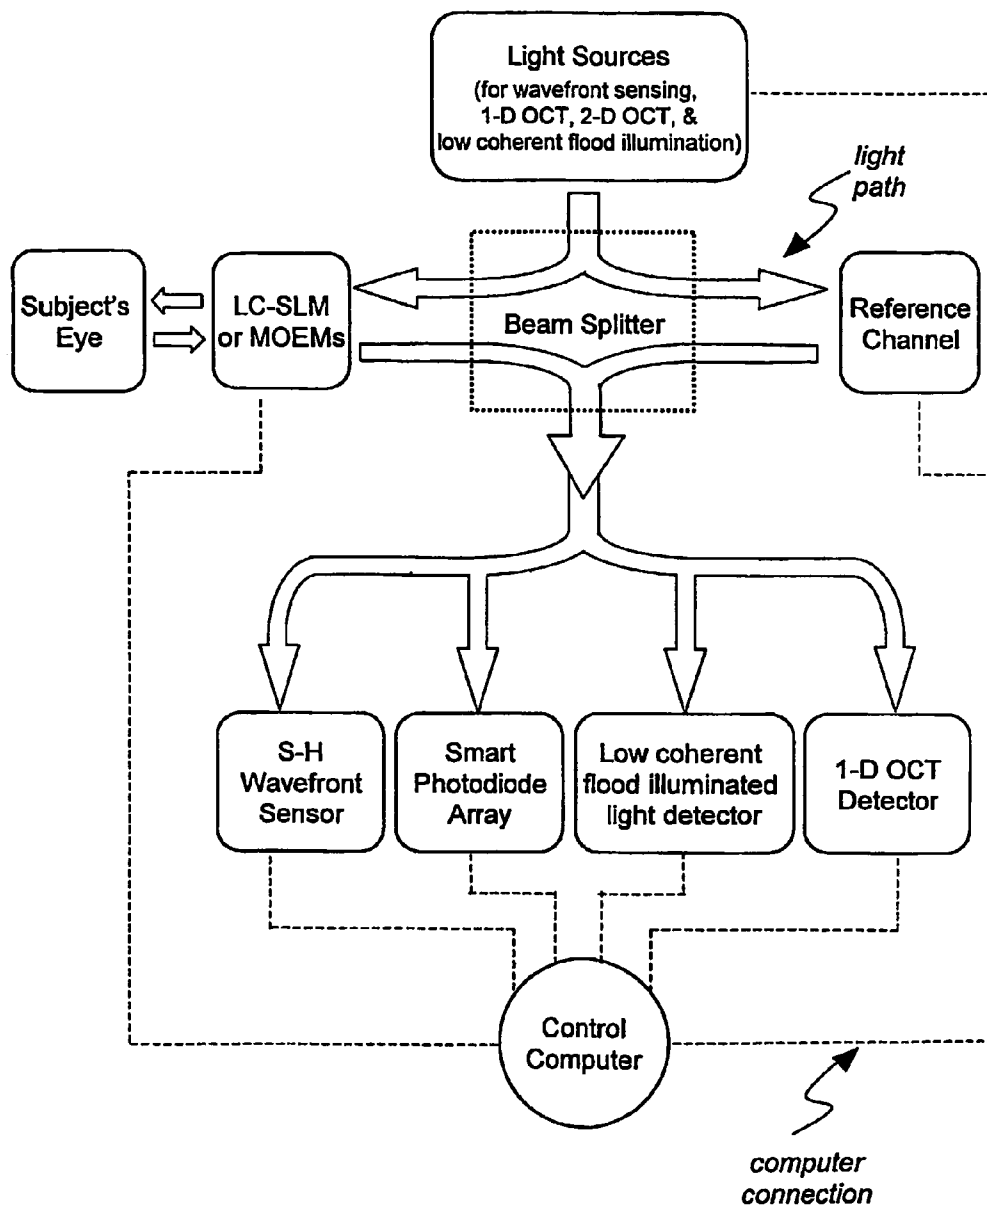 Light Sources
(for wavefront sensing,
1-D OCT, 2-D OCT, &
low coherent flood illumination)
light
path
Subject's
Eye
LC-SLM
or MOEMs
Beam Splitter
Reference
Channel
S-H
Wavefront
Sensor
Smart
Photodiode
Array
Low coherent
flood illuminated
light detector
1-D OCT
Detector
Control
Computer
computer
connection